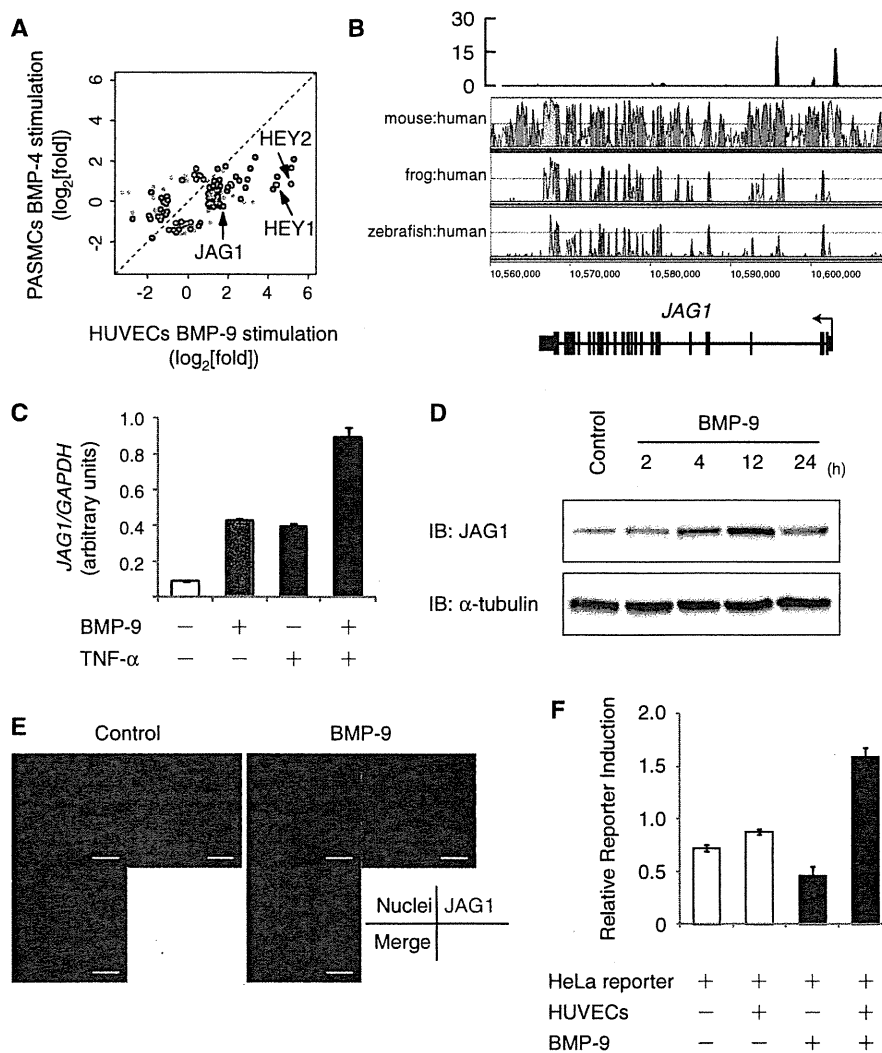 A
PASMCs BMP-4 stimulation
(log2[fold])
6
4
2
0
-2
HEY2
HEY1
JAG1
-2 0 2 4 6
HUVECs BMP-9 stimulation
(log2[fold])
B
30
15
0
mouse:human
frog:human
zebrafish:human
10,560,000 10,570,000 10,580,000 10,590,000 10,600,000
JAG1
C
JAG1/GAPDH
(arbitrary units)
1.0
0.8
0.6
0.4
0.2
BMP-9 − + − +
TNF-α − − + +
D
Control
BMP-9
2 4 12 24 (h)
IB: JAG1
IB: α-tubulin
E
Control BMP-9
Nuclei JAG1
Merge
F
Relative Reporter Induction
2.0
1.5
1.0
0.5
0
HeLa reporter + + + +
HUVECs − + − +
BMP-9 − − + +